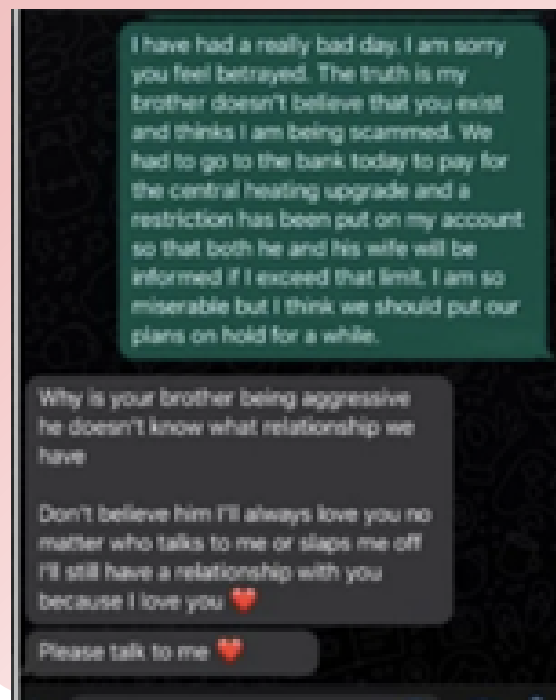 I have had a really bad day. I am sorry
you feel betrayed. The truth is my
brother doesn't believe that you exist
and thinks I am being scammed. We
had to go to the bank today to pay for
the central heating upgrade and a
restriction has been put on my account
so that both he and his wife will be
informed if I exceed that limit. I am so
miserable but I think we should put our
plans on hold for a while.
Why is your brother being aggressive
he doesn't know what relationship we
have
Don't believe him I'll always love you no
matter who talks to me or slaps me off
I'll still have a relationship with you
because I love you ❤️
Please talk to me ❤️